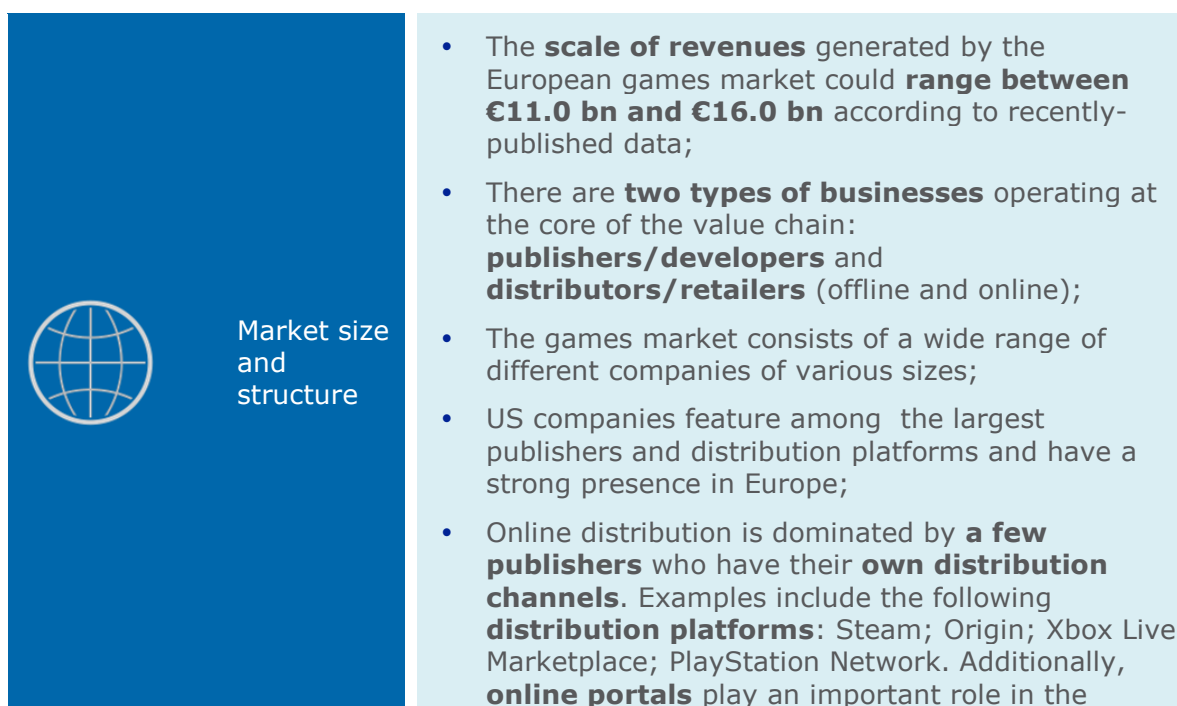 Market size
and
structure
• The scale of revenues generated by the
European games market could range between
€11.0 bn and €16.0 bn according to recently-
published data;
• There are two types of businesses operating at
the core of the value chain:
publishers/developers and
distributors/retailers (offline and online);
• The games market consists of a wide range of
different companies of various sizes;
• US companies feature among  the largest
publishers and distribution platforms and have a
strong presence in Europe;
• Online distribution is dominated by a few
publishers who have their own distribution
channels. Examples include the following
distribution platforms: Steam; Origin; Xbox Live
Marketplace; PlayStation Network. Additionally,
online portals play an important role in the